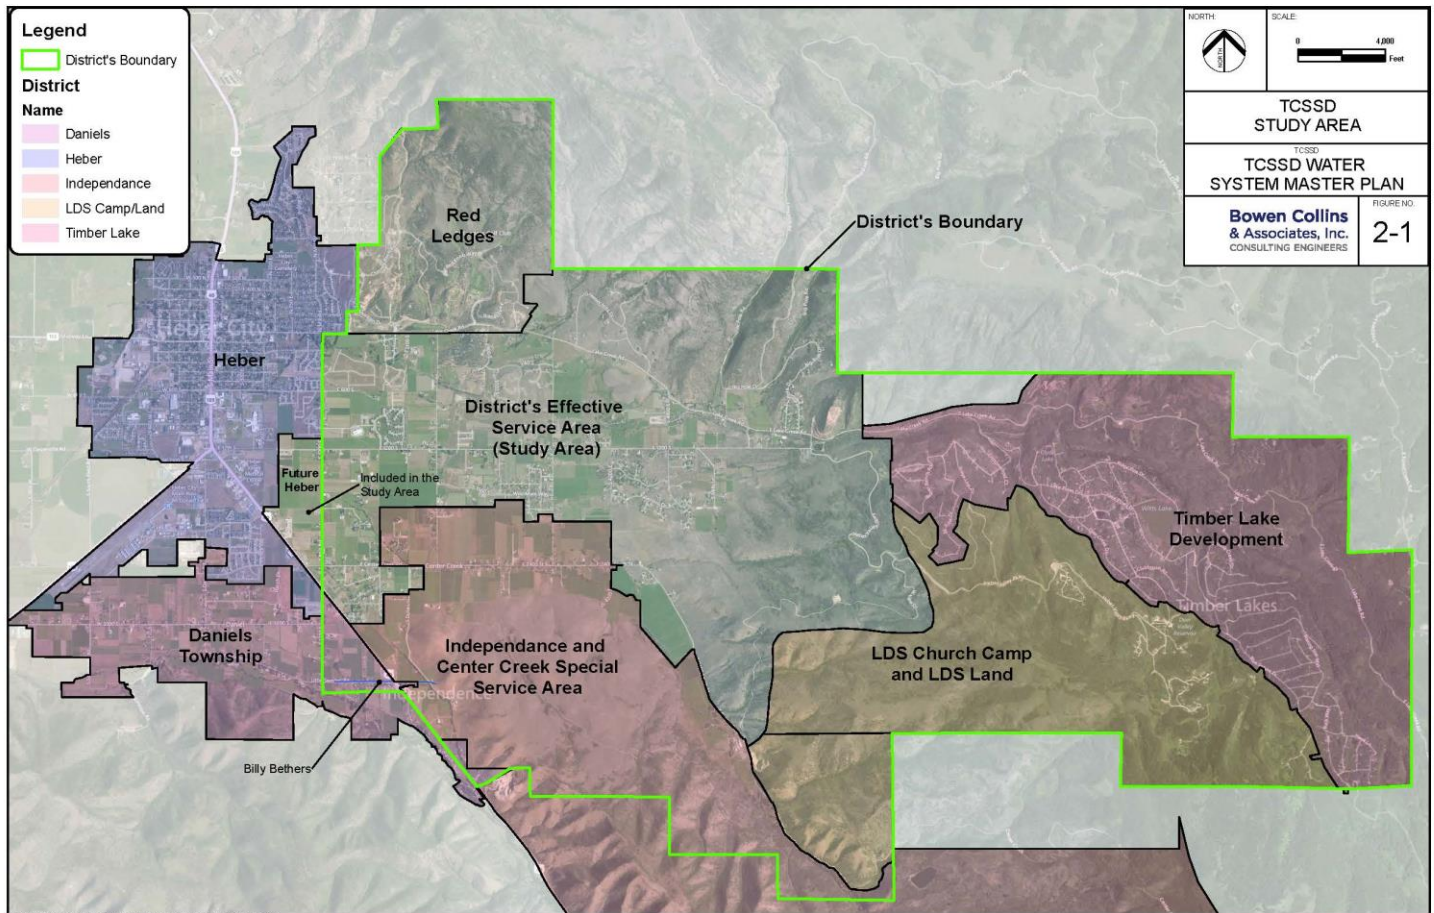 Legend
District's Boundary
District
Name
Daniels
Heber
Independance
LDS Camp/Land
Timber Lake
NORTH:
NORTH
SCALE:
0 4,000
Feet
TCSSD
STUDY AREA
TCSSD
TCSSD WATER
SYSTEM MASTER PLAN
Bowen Collins
& Associates, Inc.
CONSULTING ENGINEERS
FIGURE NO.
2-1
Red
Ledges
District's Boundary
Heber City
Heber
District's Effective
Service Area
(Study Area)
Future
Heber
Included in the
Study Area
Timber Lake
Development
Timber Lakes
Daniels
Township
Independance and
Center Creek Special
Service Area
Independence
LDS Church Camp
and LDS Land
Billy Bethers